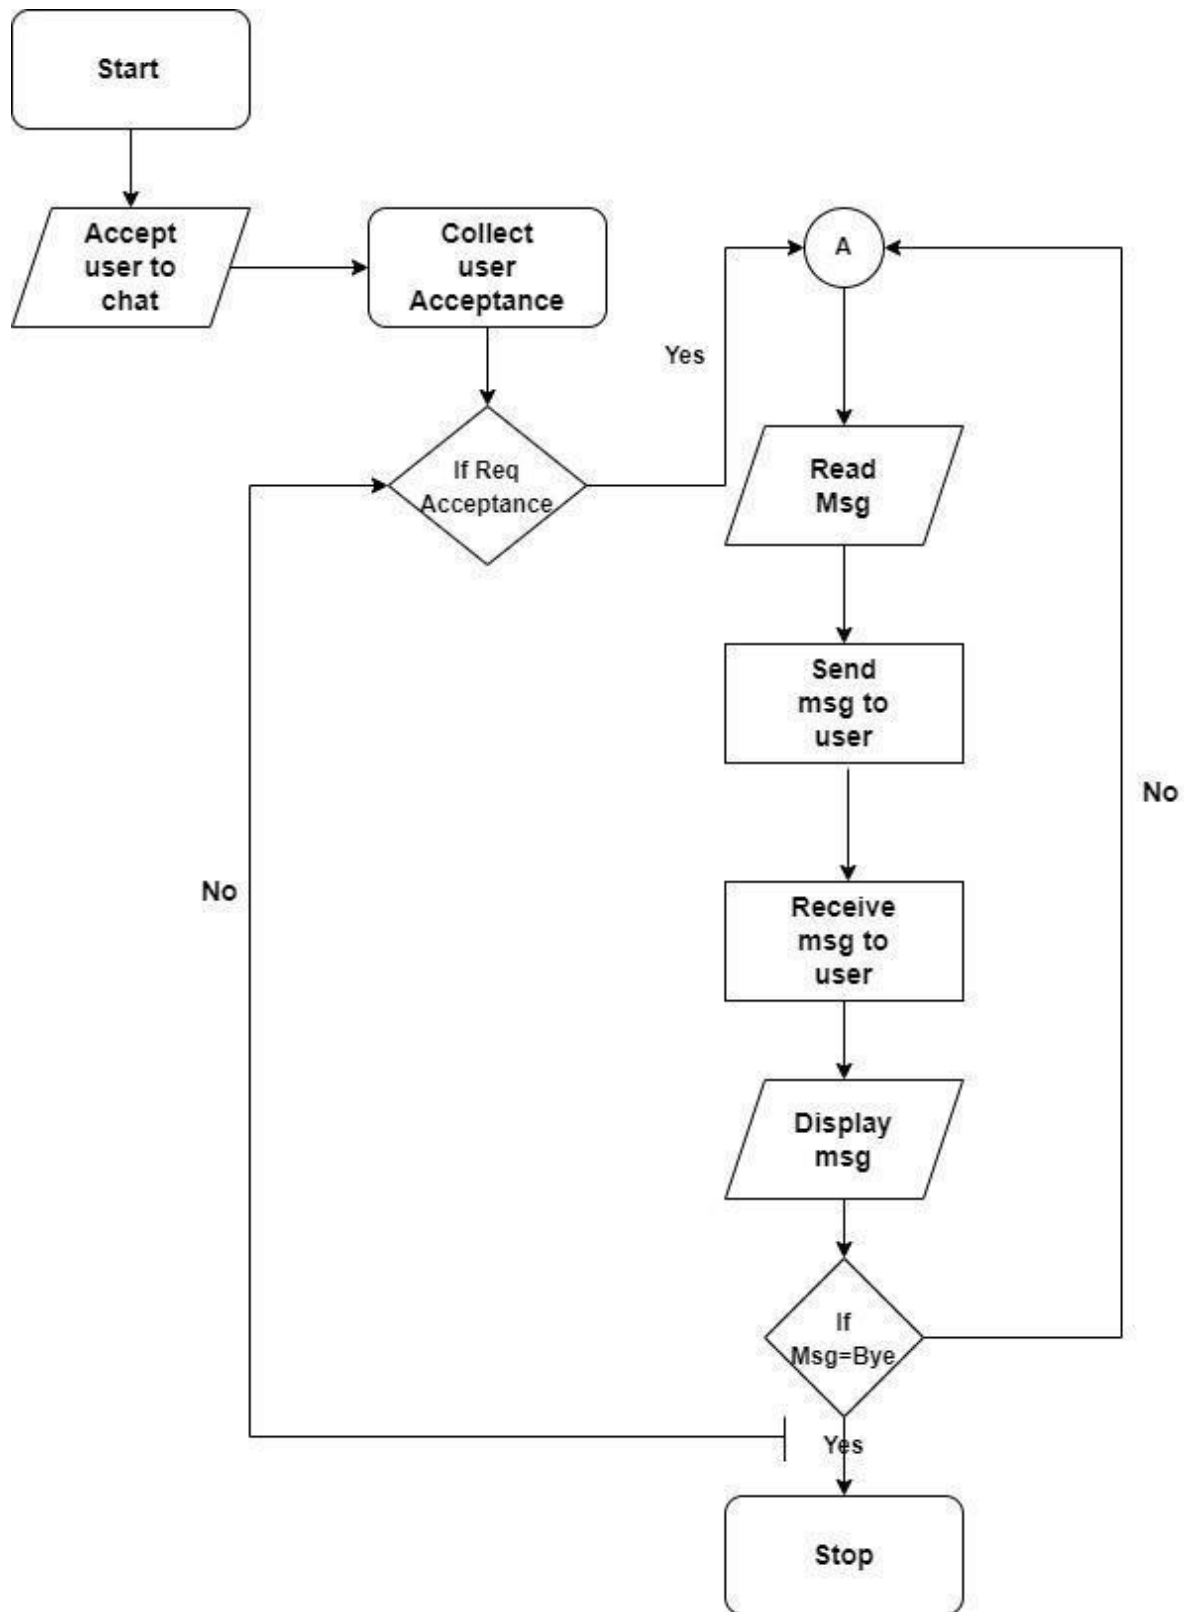 Start
Accept
user to
chat
Collect
user
Acceptance
A
Yes
If Req
Acceptance
Read
Msg
Send
msg to
user
No
No
Receive
msg to
user
Display
msg
If
Msg=Bye
Yes
Stop